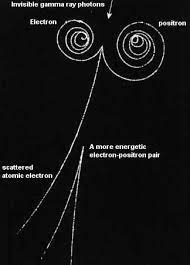 Invisible gamma ray photons
Electron
positron
A more energetic
electron-positron pair
scattered
atomic electron